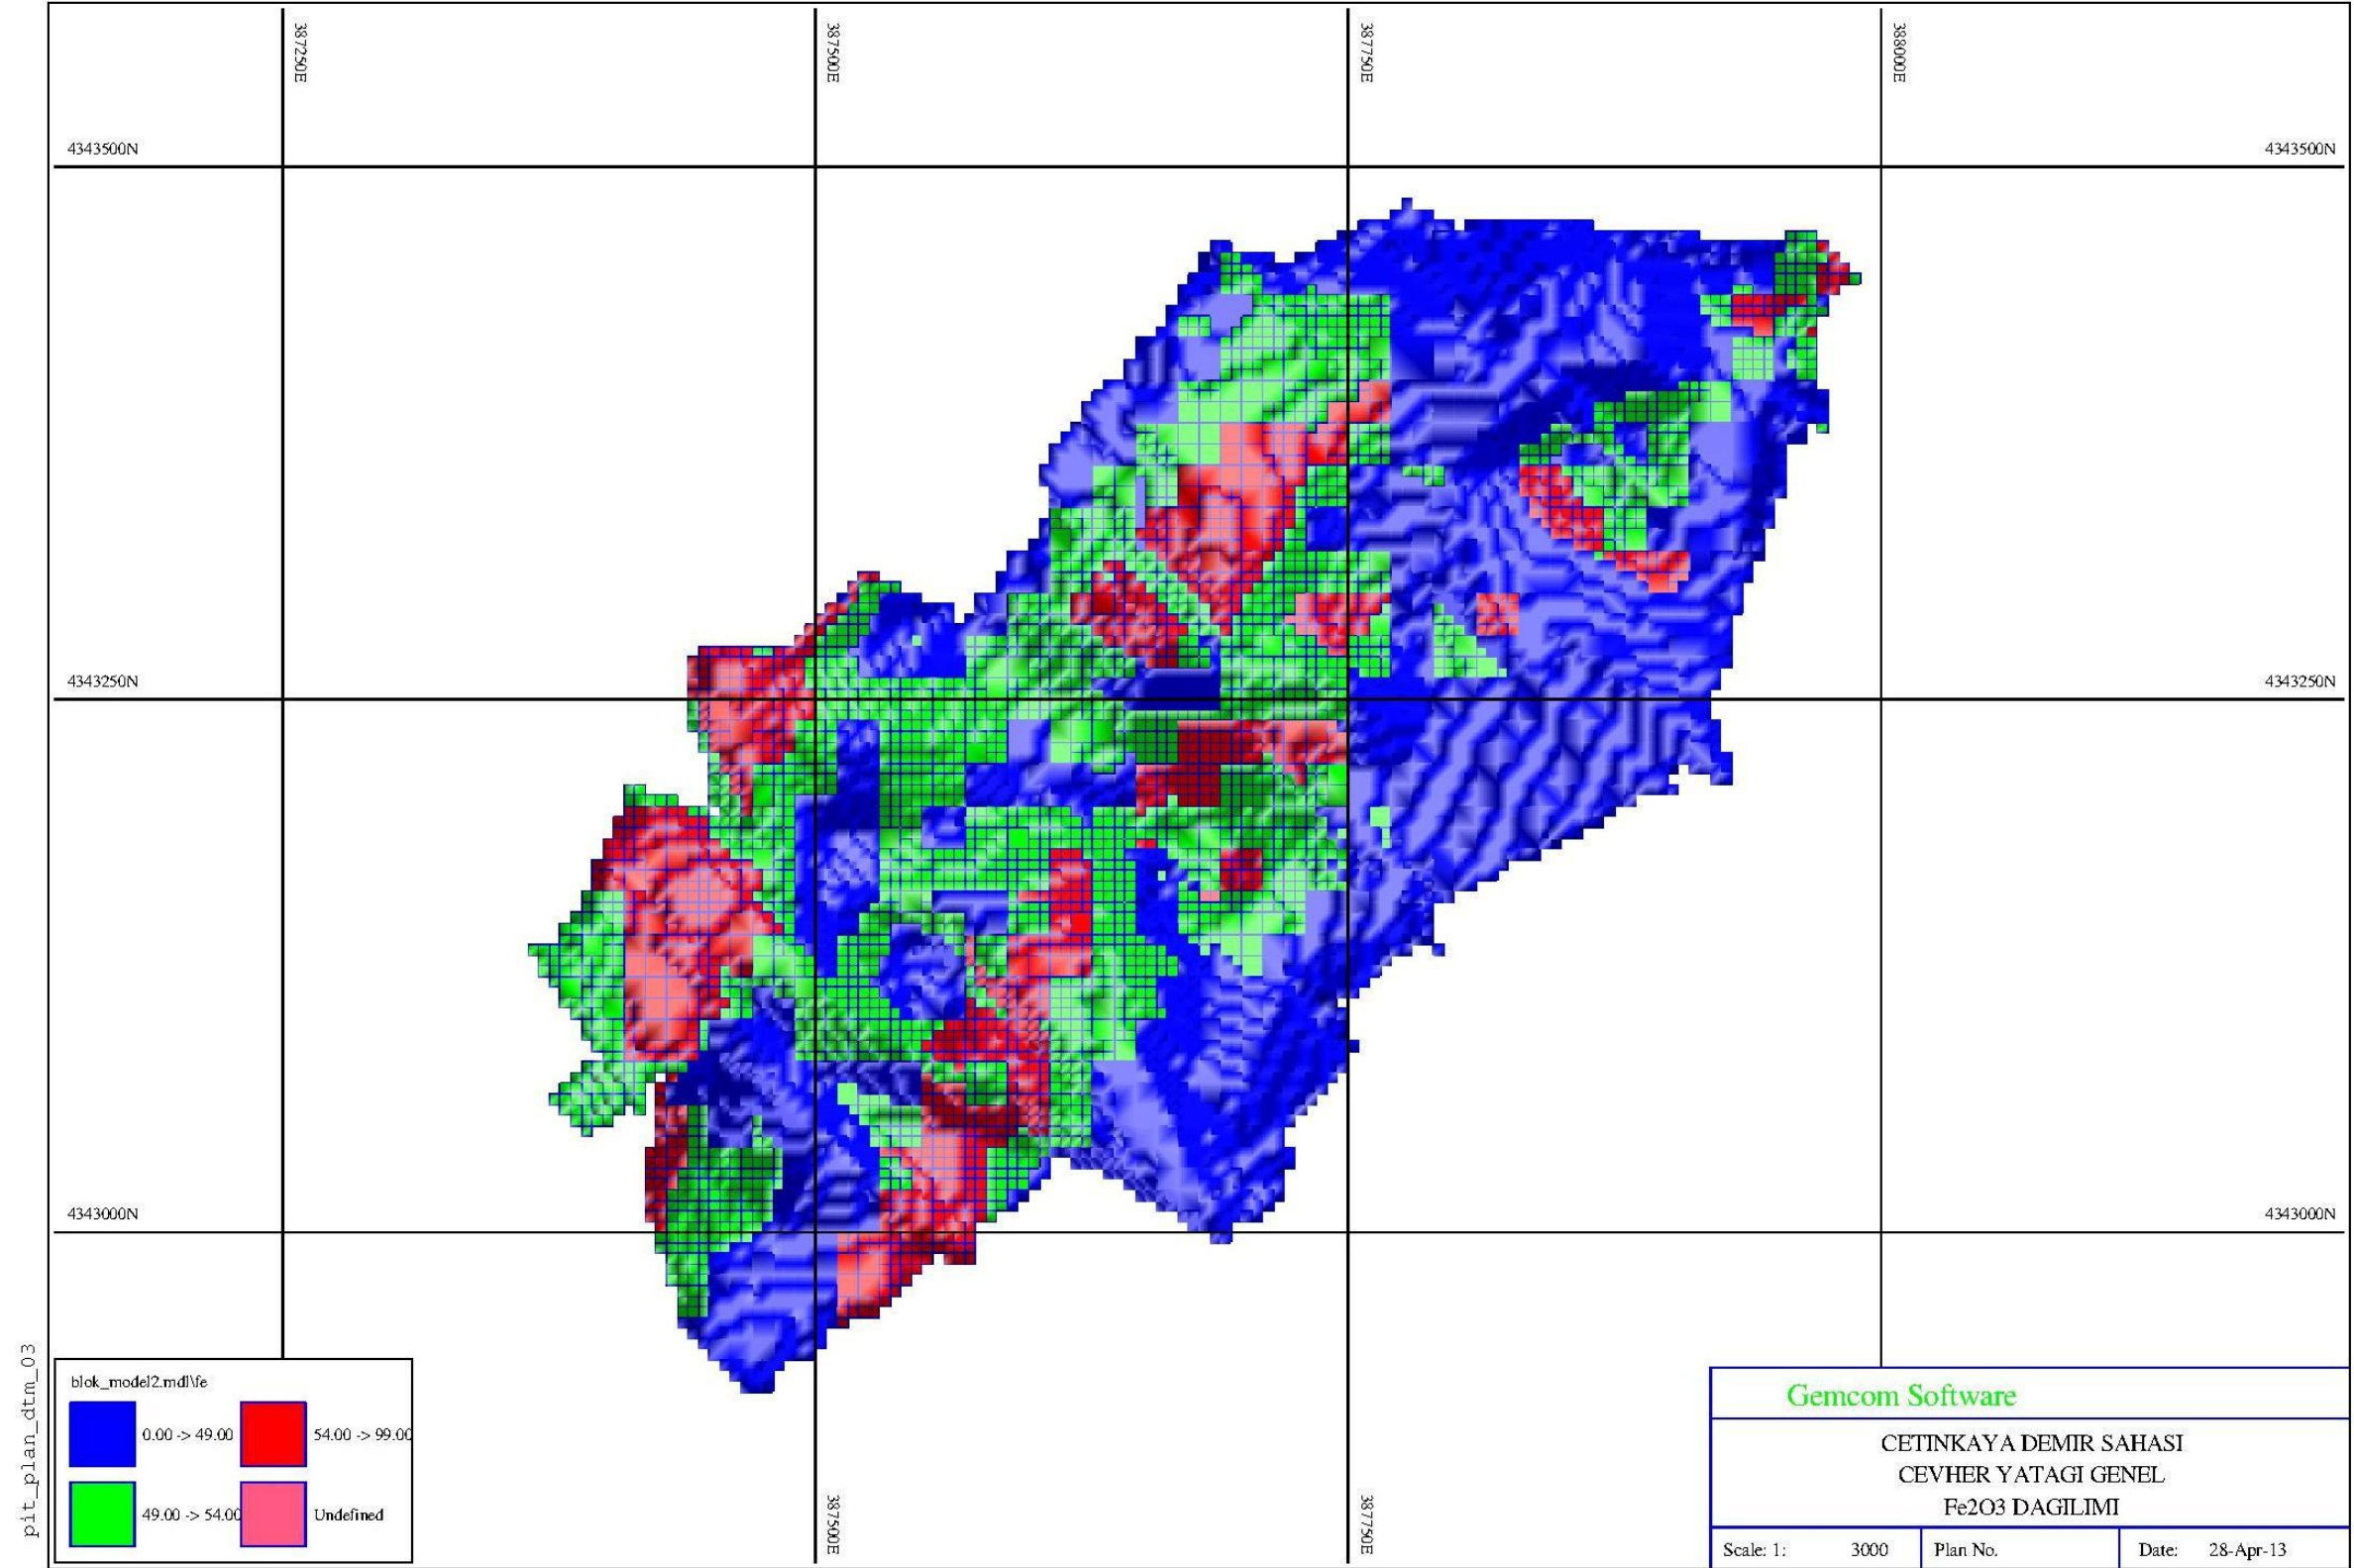 387250E
387500E
387750E
388000E
4343500N
4343500N
4343250N
4343250N
4343000N
4343000N
pit_plan_dtm_03
blok_model2.mdl\fe
0.00 -> 49.00
54.00 -> 99.00
49.00 -> 54.00
Undefined
387500E
387750E
Gemcom Software
CETINKAYA DEMIR SAHASI
CEVHER YATAGI GENEL
Fe2O3 DAGILIMI
Scale: 1: 3000 Plan No. Date: 28-Apr-13